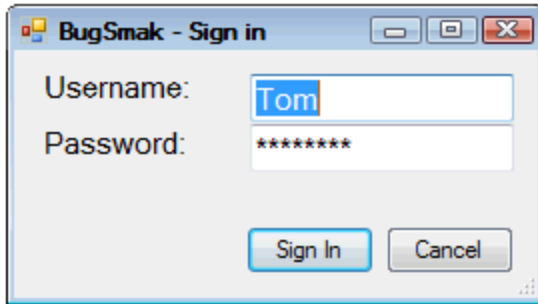 BugSmak - Sign in
Username: Tom
Password: ********
Sign In Cancel